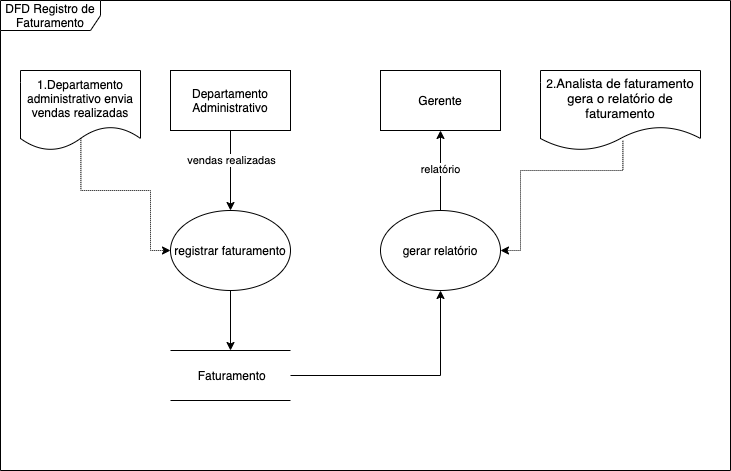 DFD Registro de
Faturamento
1.Departamento
administrativo envia
vendas realizadas
Departamento
Administrativo
Gerente
2.Analista de faturamento
gera o relatório de
faturamento
vendas realizadas
relatório
registrar faturamento
gerar relatório
Faturamento